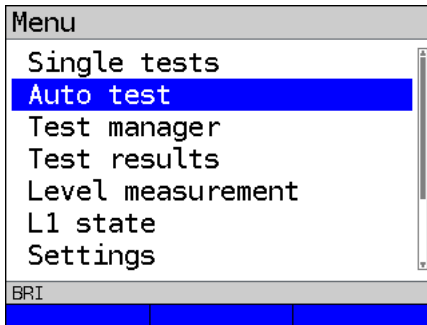 Menu
Single tests
Auto test
Test manager
Test results
Level measurement
L1 state
Settings
BRI